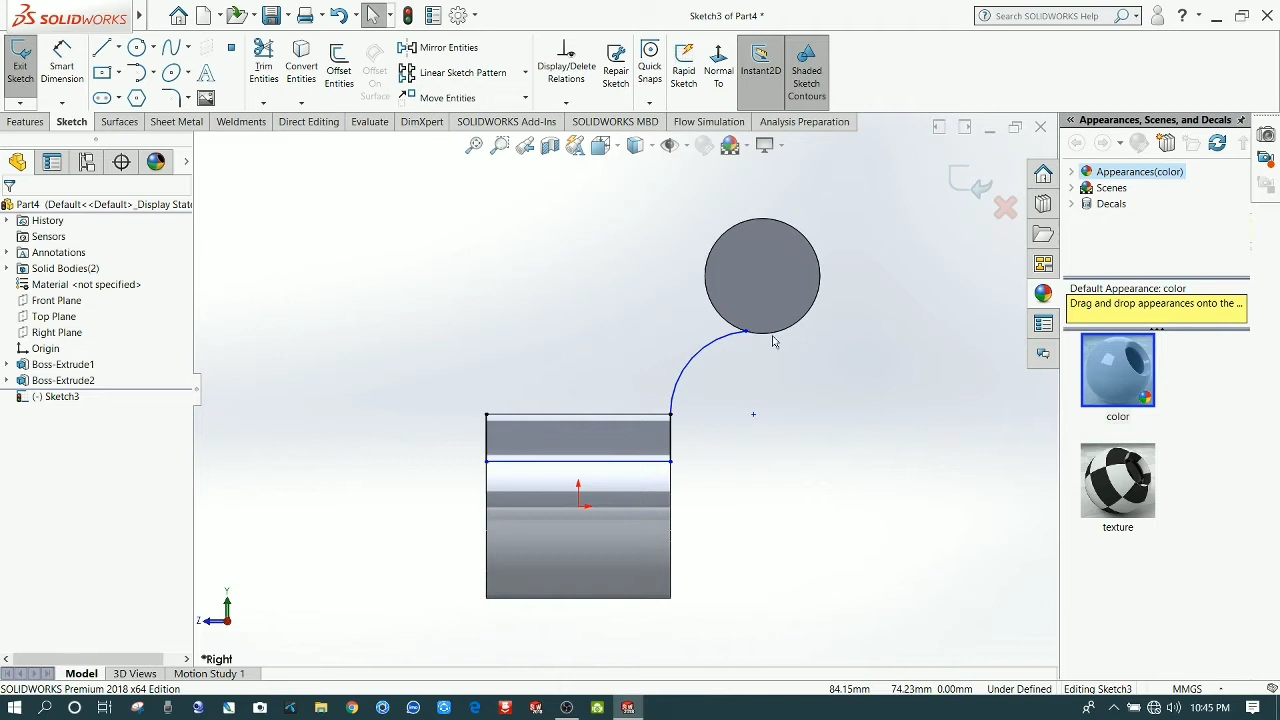 SOLIDWORKS
Sketch3 of Part4 *
Search SOLIDWORKS Help
?
Exit Sketch
Smart Dimension
Trim Entities
Convert Entities
Offset Entities
Offset On Surface
Mirror Entities
Linear Sketch Pattern
Move Entities
Display/Delete Relations
Repair Sketch
Quick Snaps
Rapid Sketch
Normal To
Instant2D
Shaded Sketch Contours
Features
Sketch
Surfaces
Sheet Metal
Weldments
Direct Editing
Evaluate
DimXpert
SOLIDWORKS Add-Ins
SOLIDWORKS MBD
Flow Simulation
Analysis Preparation
Part4 (Default<<Default>_Display Stat
History
Sensors
Annotations
Solid Bodies(2)
Material <not specified>
Front Plane
Top Plane
Right Plane
Origin
Boss-Extrude1
Boss-Extrude2
(-) Sketch3
Y
Z
*Right
Appearances, Scenes, and Decals
Appearances(color)
Scenes
Decals
Default Appearance: color
Drag and drop appearances onto the ...
color
texture
Model
3D Views
Motion Study 1
SOLIDWORKS Premium 2018 x64 Edition
84.15mm
74.23mm
0.00mm
Under Defined
Editing Sketch3
MMGS
10:45 PM